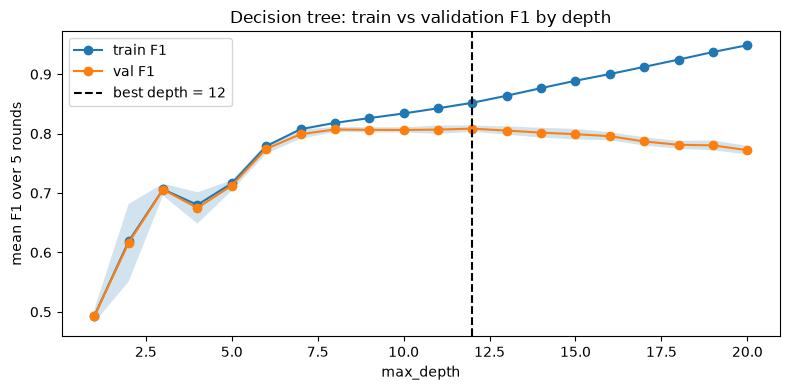 Decision tree: train vs validation F1 by depth
train F1
val F1
best depth = 12
mean F1 over 5 rounds
0.9
0.8
0.7
0.6
0.5
2.5 5.0 7.5 10.0 12.5 15.0 17.5 20.0
max_depth